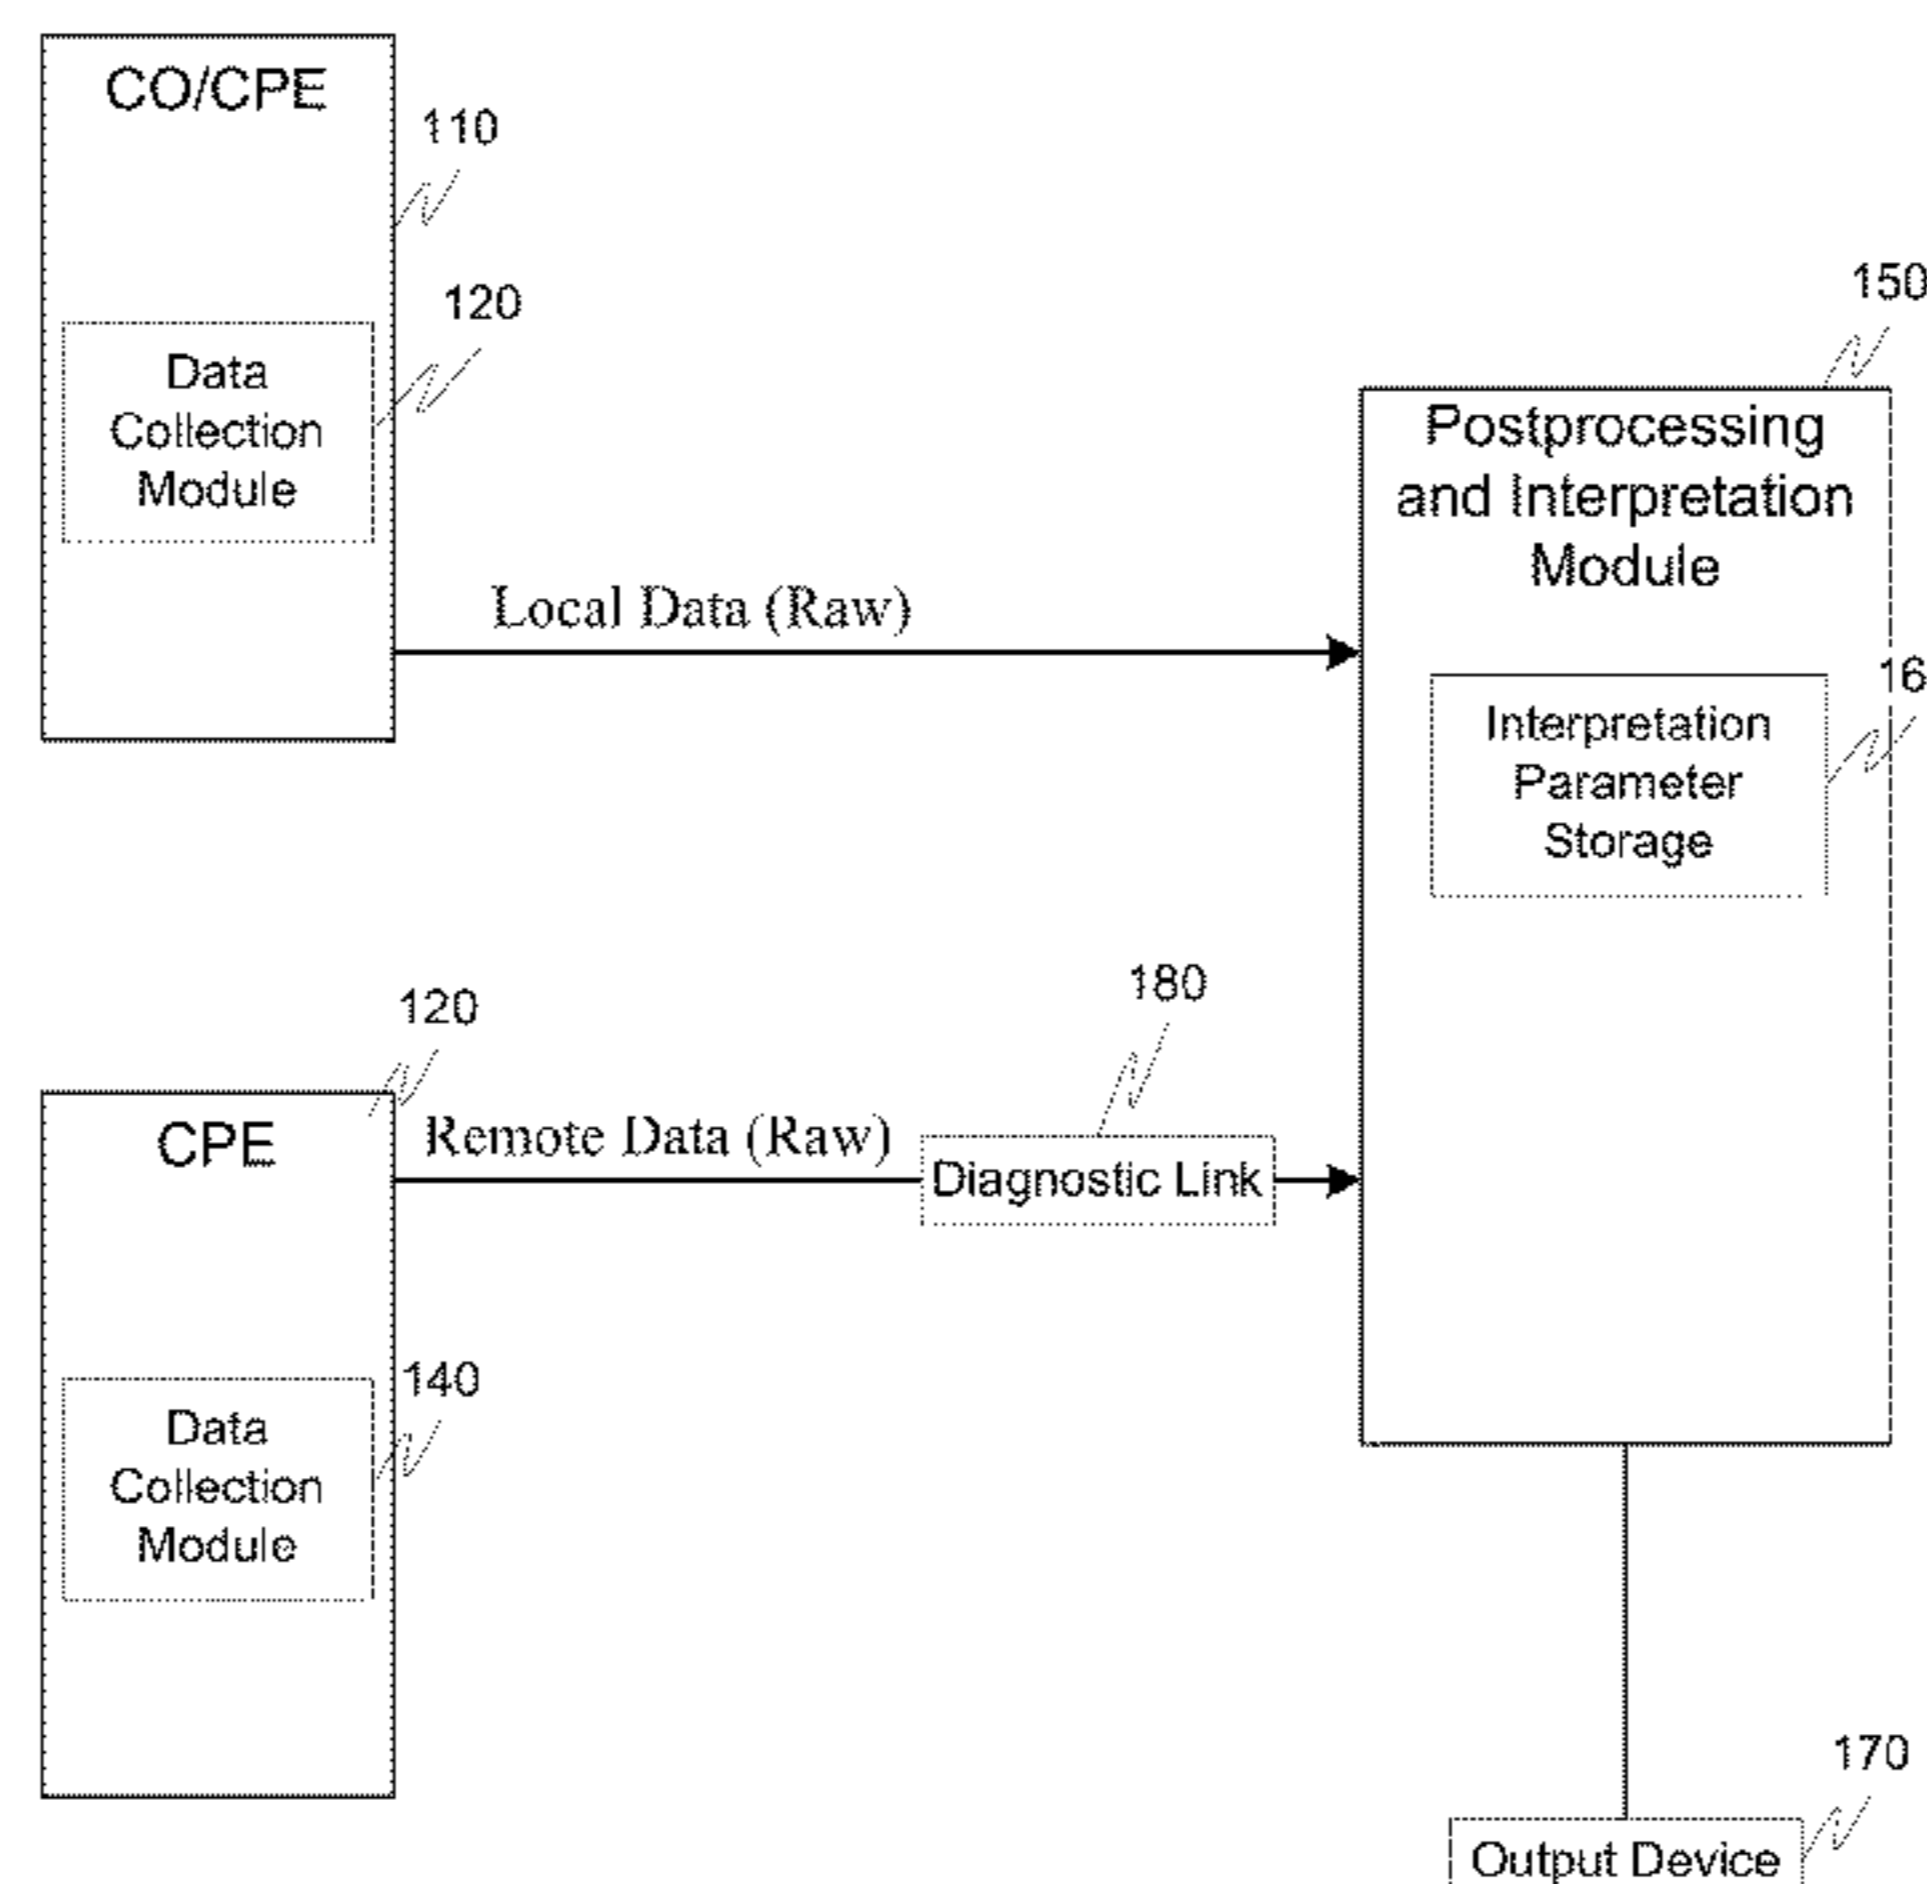 CO/CPE
110
120
Data
Collection
Module
Local Data (Raw)
150
Postprocessing
and Interpretation
Module
16
Interpretation
Parameter
Storage
120
CPE
Remote Data (Raw)
180
Diagnostic Link
140
Data
Collection
Module
170
Output Device